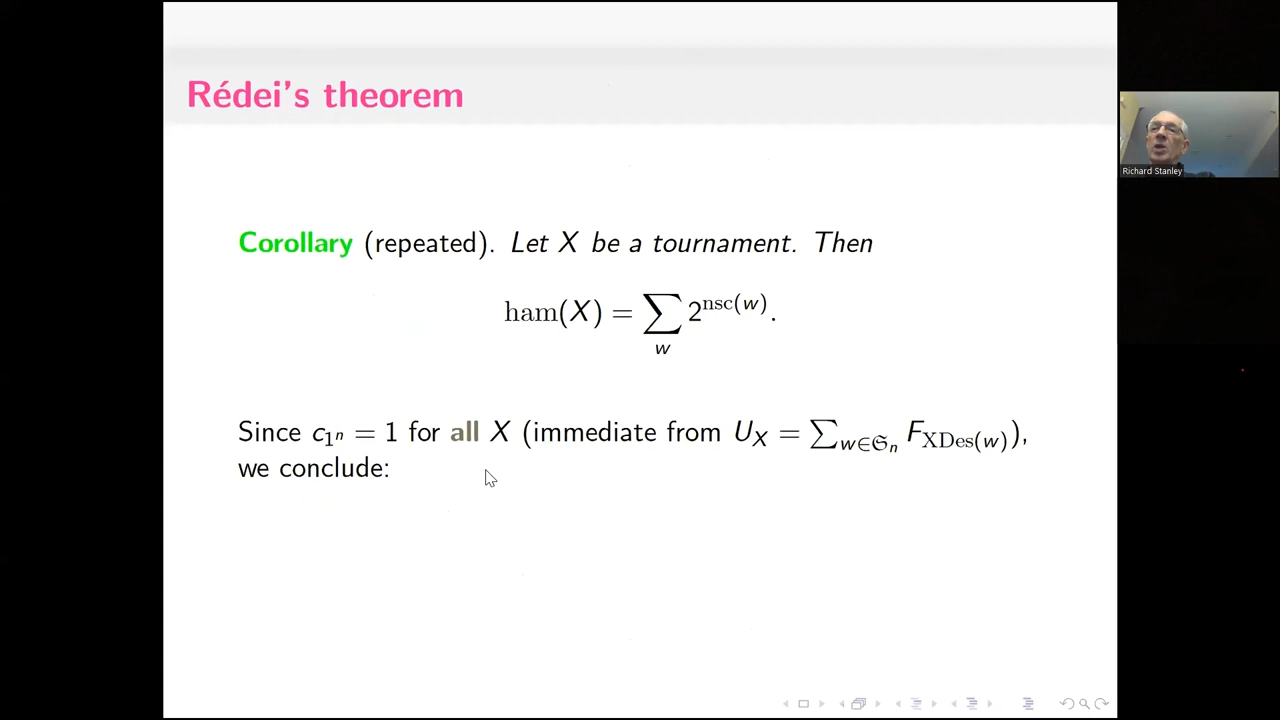 Rédei's theorem
Richard Stanley
Corollary (repeated). Let X be a tournament. Then
ham(X) = ∑_w 2^{nsc(w)}.
Since c_{1^n} = 1 for all X (immediate from U_X = ∑_{w∈𝔖_n} F_{XDes(w)}),
we conclude: